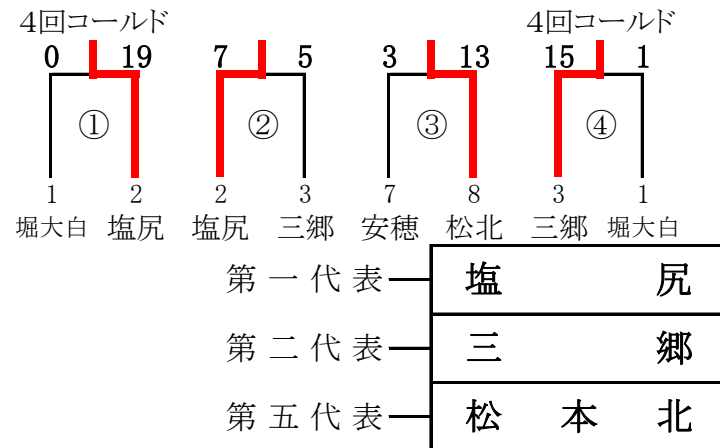 4回コールド 4回コールド
0 19 7 5 3 13 15 1
① ② ③ ④
1 2 2 3 7 8 3 1
堀大白 塩尻 塩尻 三郷 安穂 松北 三郷 堀大白
第一代表 塩尻
第二代表 三郷
第五代表 松本北